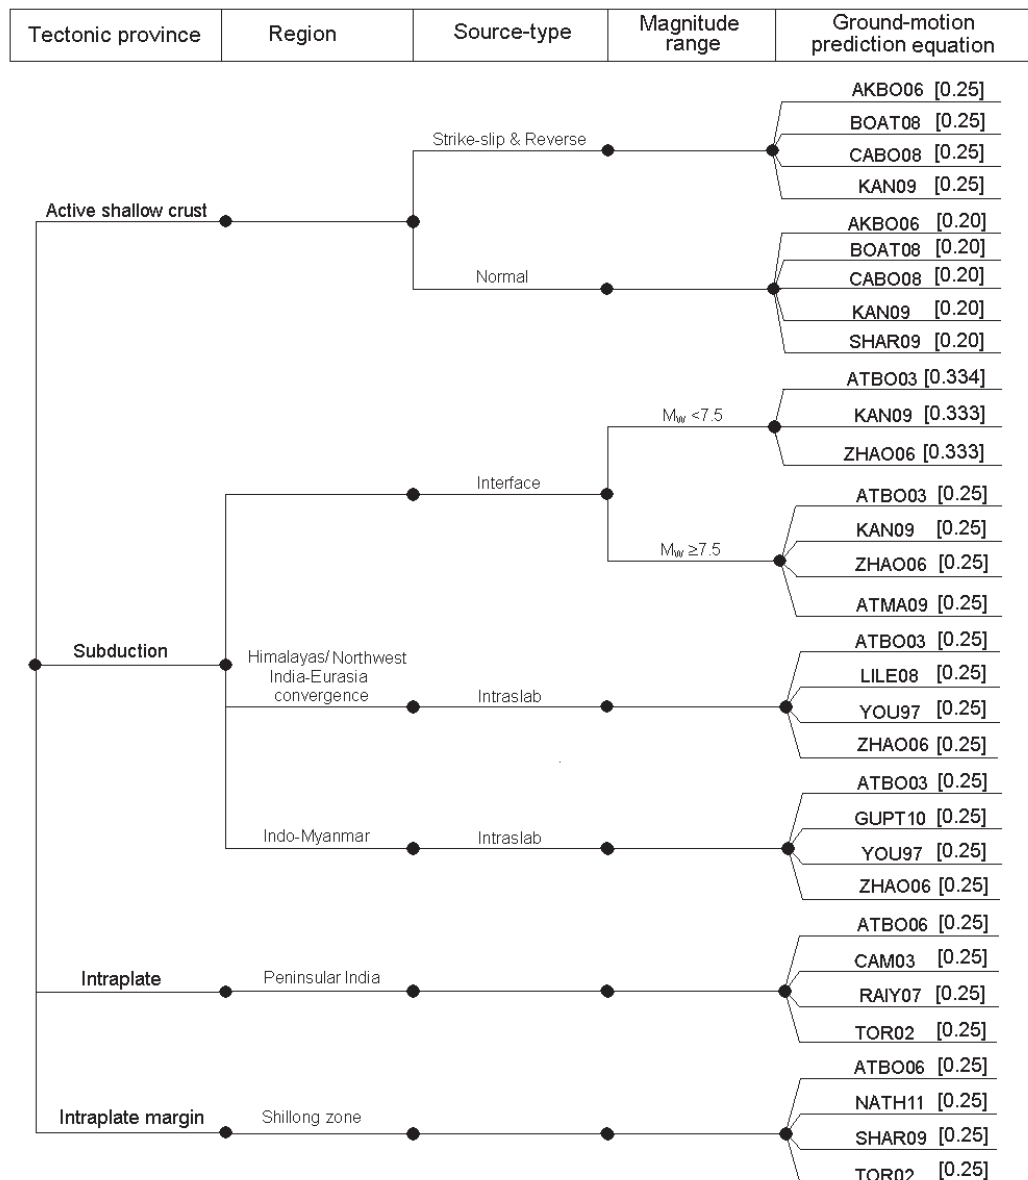 Tectonic province
Region
Source-type
Magnitude
range
Ground-motion
prediction equation
Active shallow crust
Strike-slip & Reverse
AKBO06 [0.25]
BOAT08 [0.25]
CABO08 [0.25]
KAN09 [0.25]
Normal
AKBO06 [0.20]
BOAT08 [0.20]
CABO08 [0.20]
KAN09 [0.20]
SHAR09 [0.20]
Subduction
Interface
Mw <7.5
ATBO03 [0.334]
KAN09 [0.333]
ZHAO06 [0.333]
Mw ≥7.5
ATBO03 [0.25]
KAN09 [0.25]
ZHAO06 [0.25]
ATMA09 [0.25]
Himalayas/ Northwest
India-Eurasia
convergence
Intraslab
ATBO03 [0.25]
LILE08 [0.25]
YOU97 [0.25]
ZHAO06 [0.25]
Indo-Myanmar
Intraslab
ATBO03 [0.25]
GUPT10 [0.25]
YOU97 [0.25]
ZHAO06 [0.25]
Intraplate
Peninsular India
ATBO06 [0.25]
CAM03 [0.25]
RAIY07 [0.25]
TOR02 [0.25]
Intraplate margin
Shillong zone
ATBO06 [0.25]
NATH11 [0.25]
SHAR09 [0.25]
TOR02 [0.25]